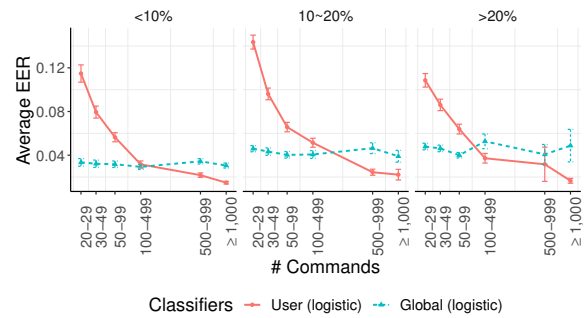 <10% 10~20% >20%
Average EER
0.12
0.08
0.04
20−29 30−49 50−99 100−499 500−999 ≥ 1,000 20−29 30−49 50−99 100−499 500−999 ≥ 1,000 20−29 30−49 50−99 100−499 500−999 ≥ 1,000
# Commands
Classifiers User (logistic) Global (logistic)